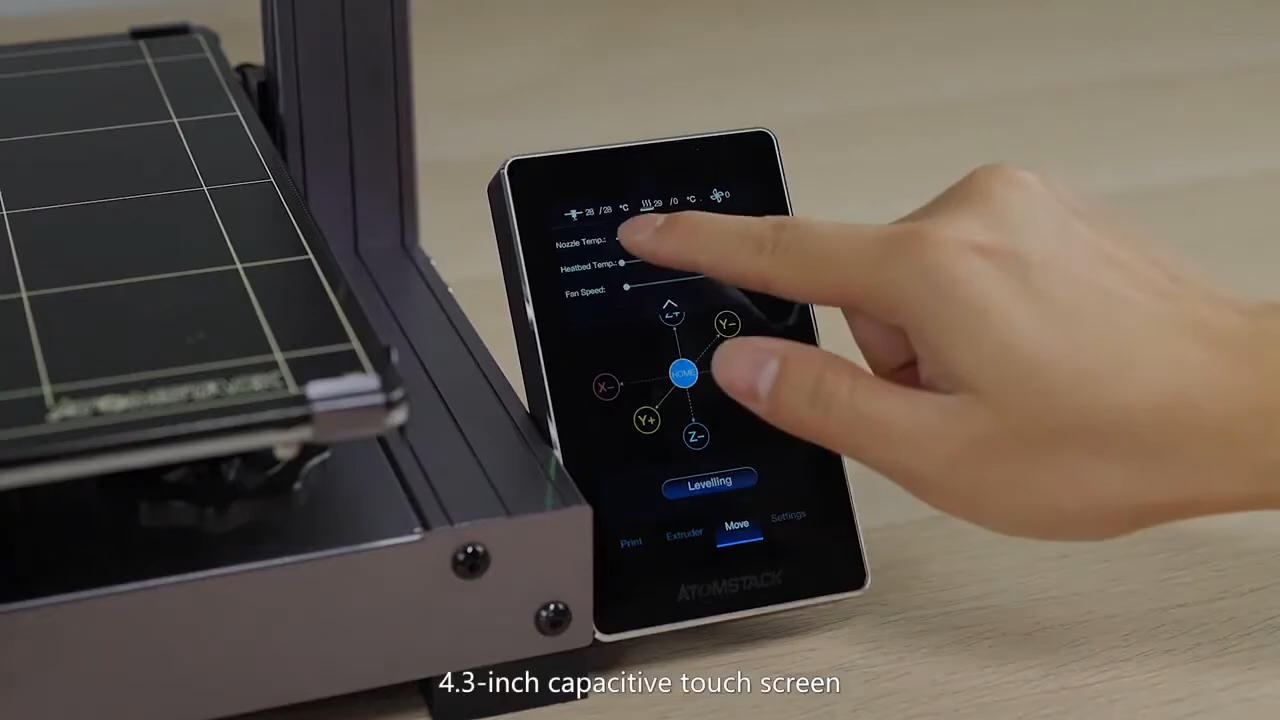 28 /28 °C 29 /0 °C 0
Nozzle Temp.:
Heatbed Temp.:
Fan Speed:
Z+
Y-
HOME
X-
Y+
Z-
Levelling
Print Extruder Move Settings
ATOMSTACK
ATOMSTACK
4.3-inch capacitive touch screen